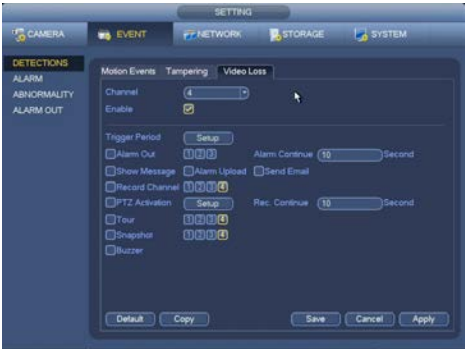 SETTING
CAMERA EVENT NETWORK STORAGE SYSTEM
DETECTIONS
ALARM
ABNORMALITY
ALARM OUT
Motion Events Tampering Video Loss
Channel 4
Enable
Trigger Period Setup
Alarm Out 1 2 3 Alarm Continue 10 Second
Show Message Alarm Upload Send Email
Record Channel 1 2 3 4
PTZ Activation Setup Rec. Continue 10 Second
Tour 1 2 3 4
Snapshot 1 2 3 4
Buzzer
Default Copy Save Cancel Apply